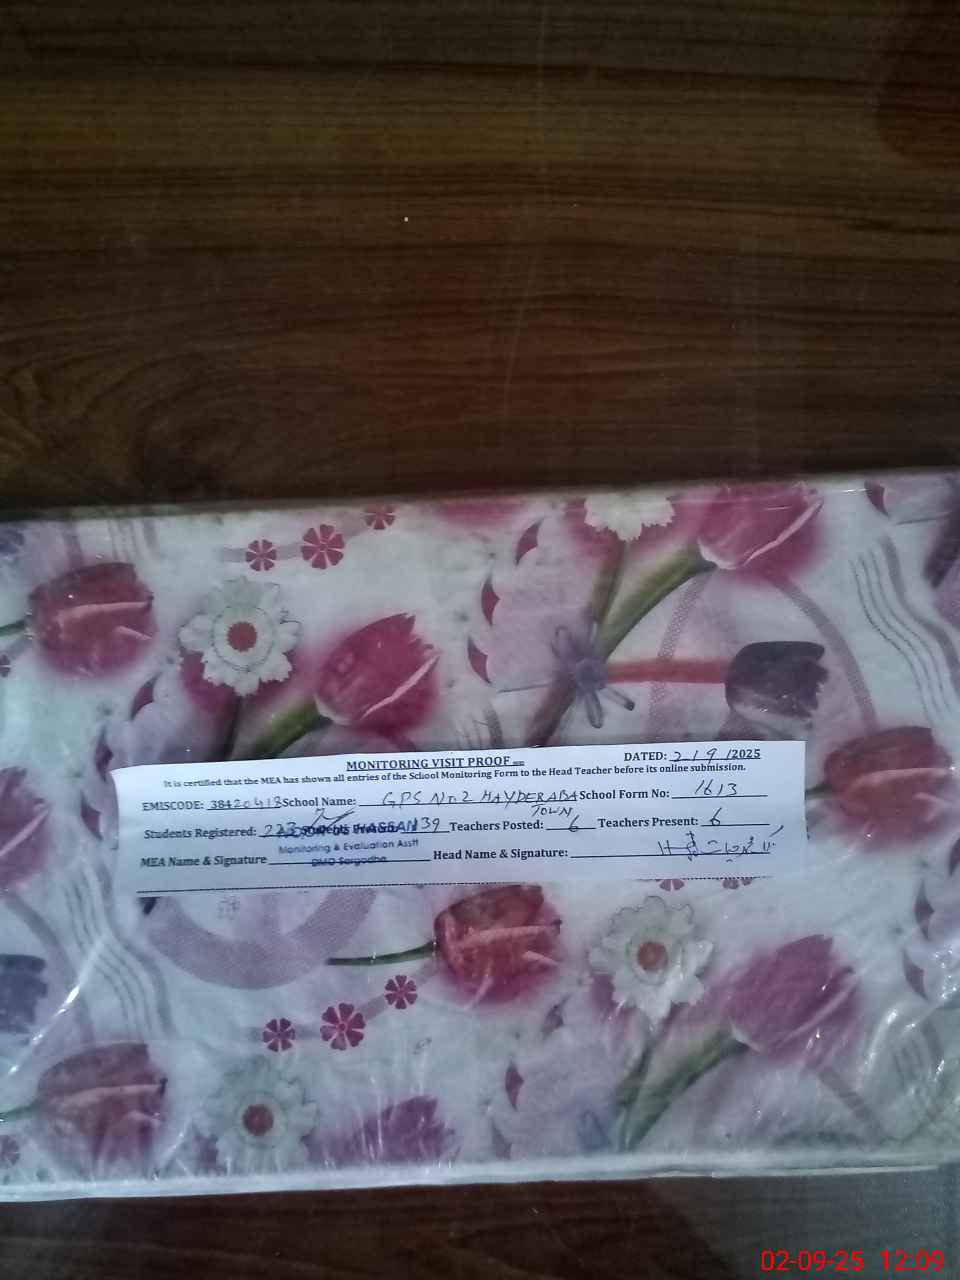 MONITORING VISIT PROOF
DATED: 2/9/2025
It is certified that the MEA has shown all entries of the School Monitoring Form to the Head Teacher before its online submission.
EMISCODE: 38420418 School Name: GPS No.2 HAYDERABAD TOWN School Form No: 1613
Students Registered: 223 Students Present: 139 Teachers Posted: 6 Teachers Present: 6
HASSAN
Monitoring & Evaluation Asstt
MEA Name & Signature DMO Sargodha Head Name & Signature:
02-09-25 12:09